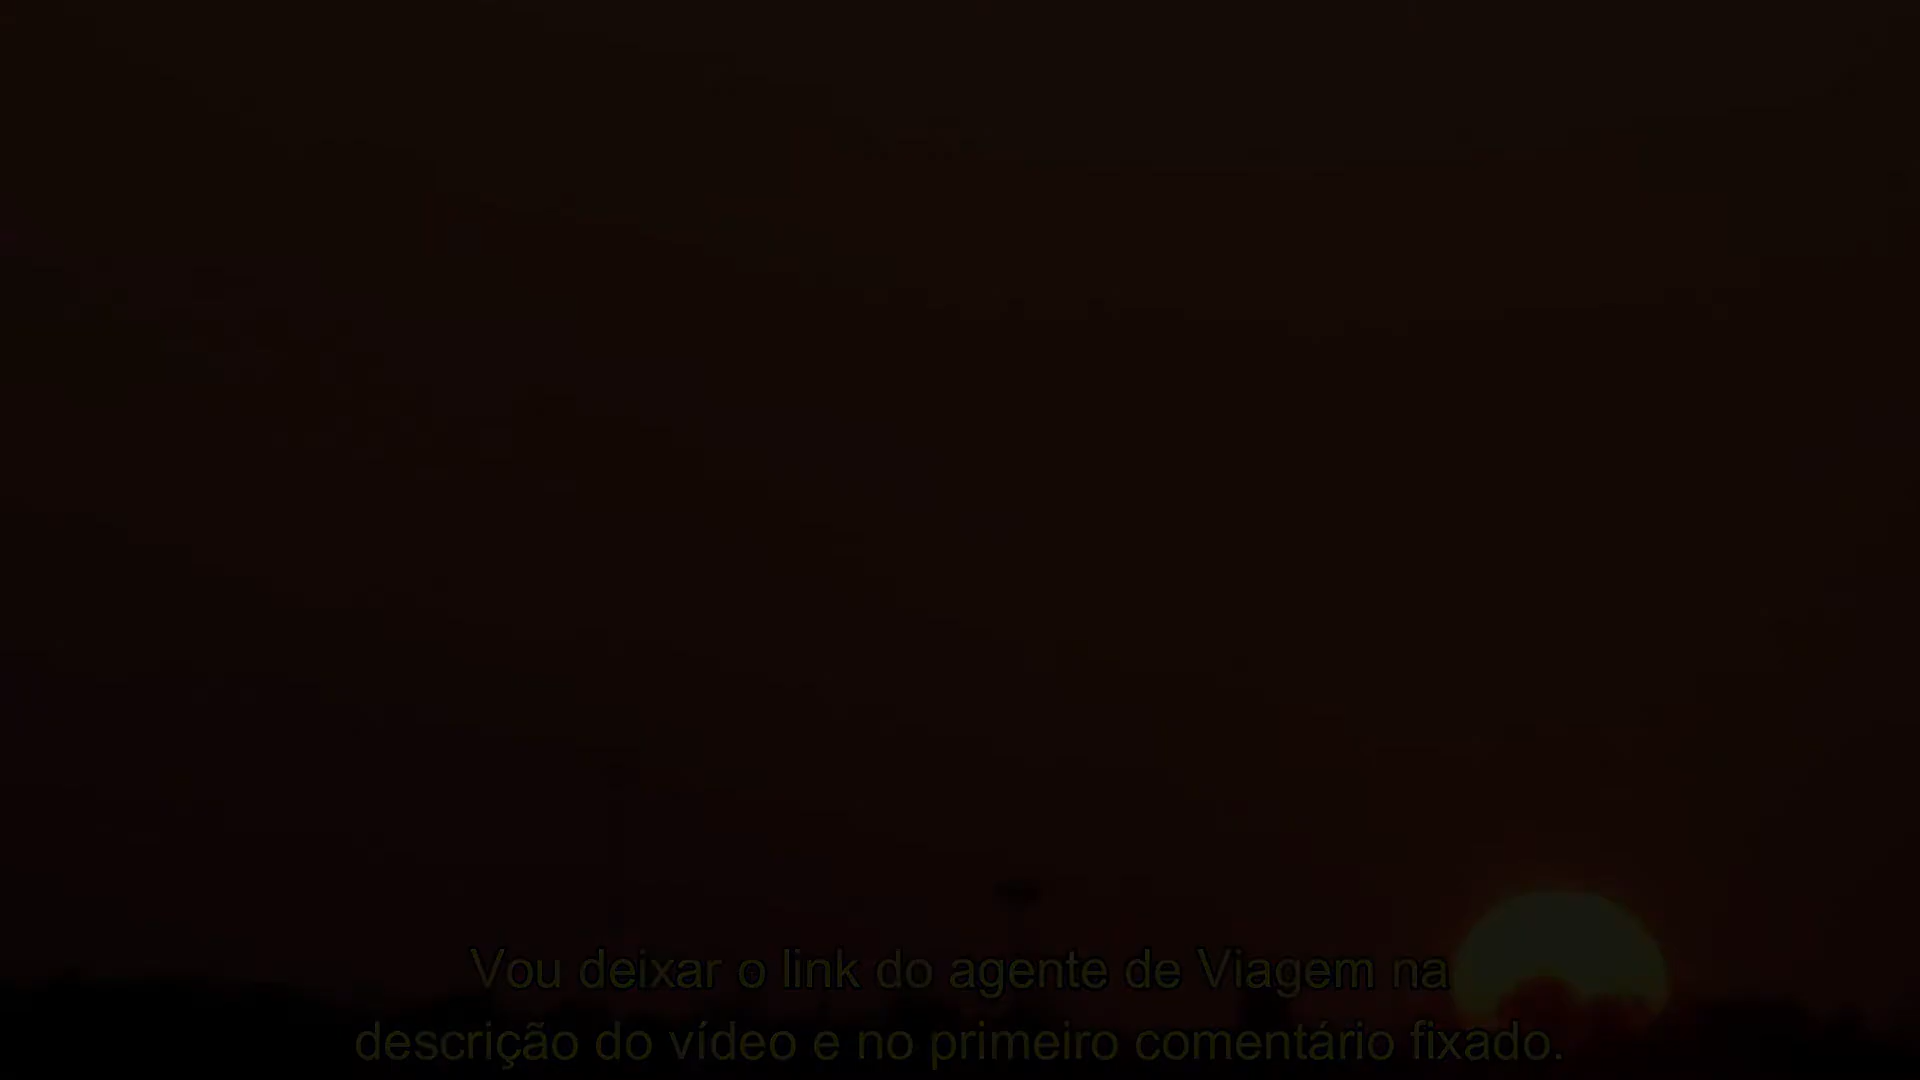 Vou deixar o link do agente de Viagem na
descrição do vídeo e no primeiro comentário fixado.